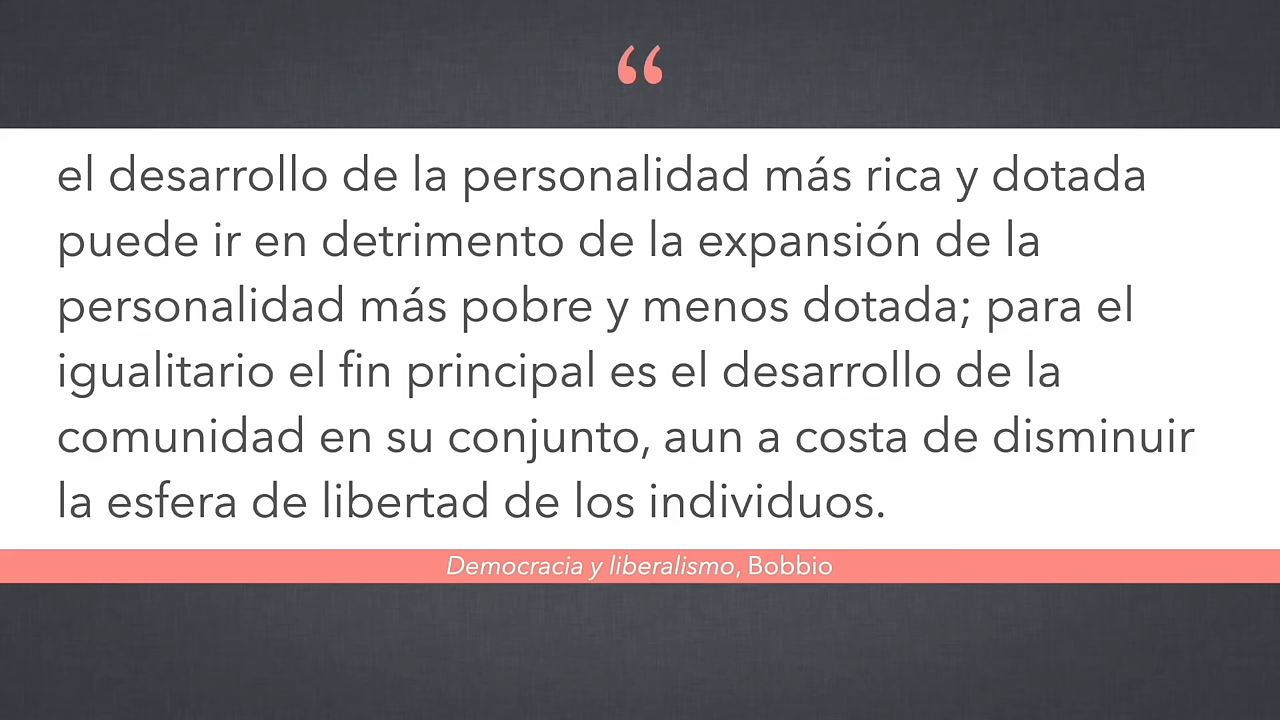 “
el desarrollo de la personalidad más rica y dotada
puede ir en detrimento de la expansión de la
personalidad más pobre y menos dotada; para el
igualitario el fin principal es el desarrollo de la
comunidad en su conjunto, aun a costa de disminuir
la esfera de libertad de los individuos.
Democracia y liberalismo, Bobbio